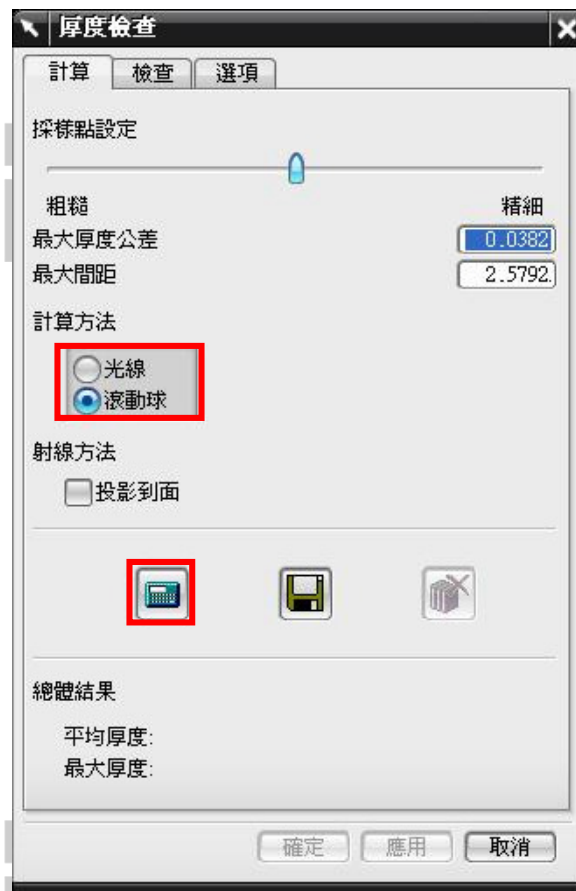 厚度檢查
計算 檢查 選項
採樣點設定
粗糙 精細
最大厚度公差 0.0382
最大間距 2.5792
計算方法
光線
滾動球
射線方法
投影到面
總體結果
平均厚度:
最大厚度:
確定 應用 取消